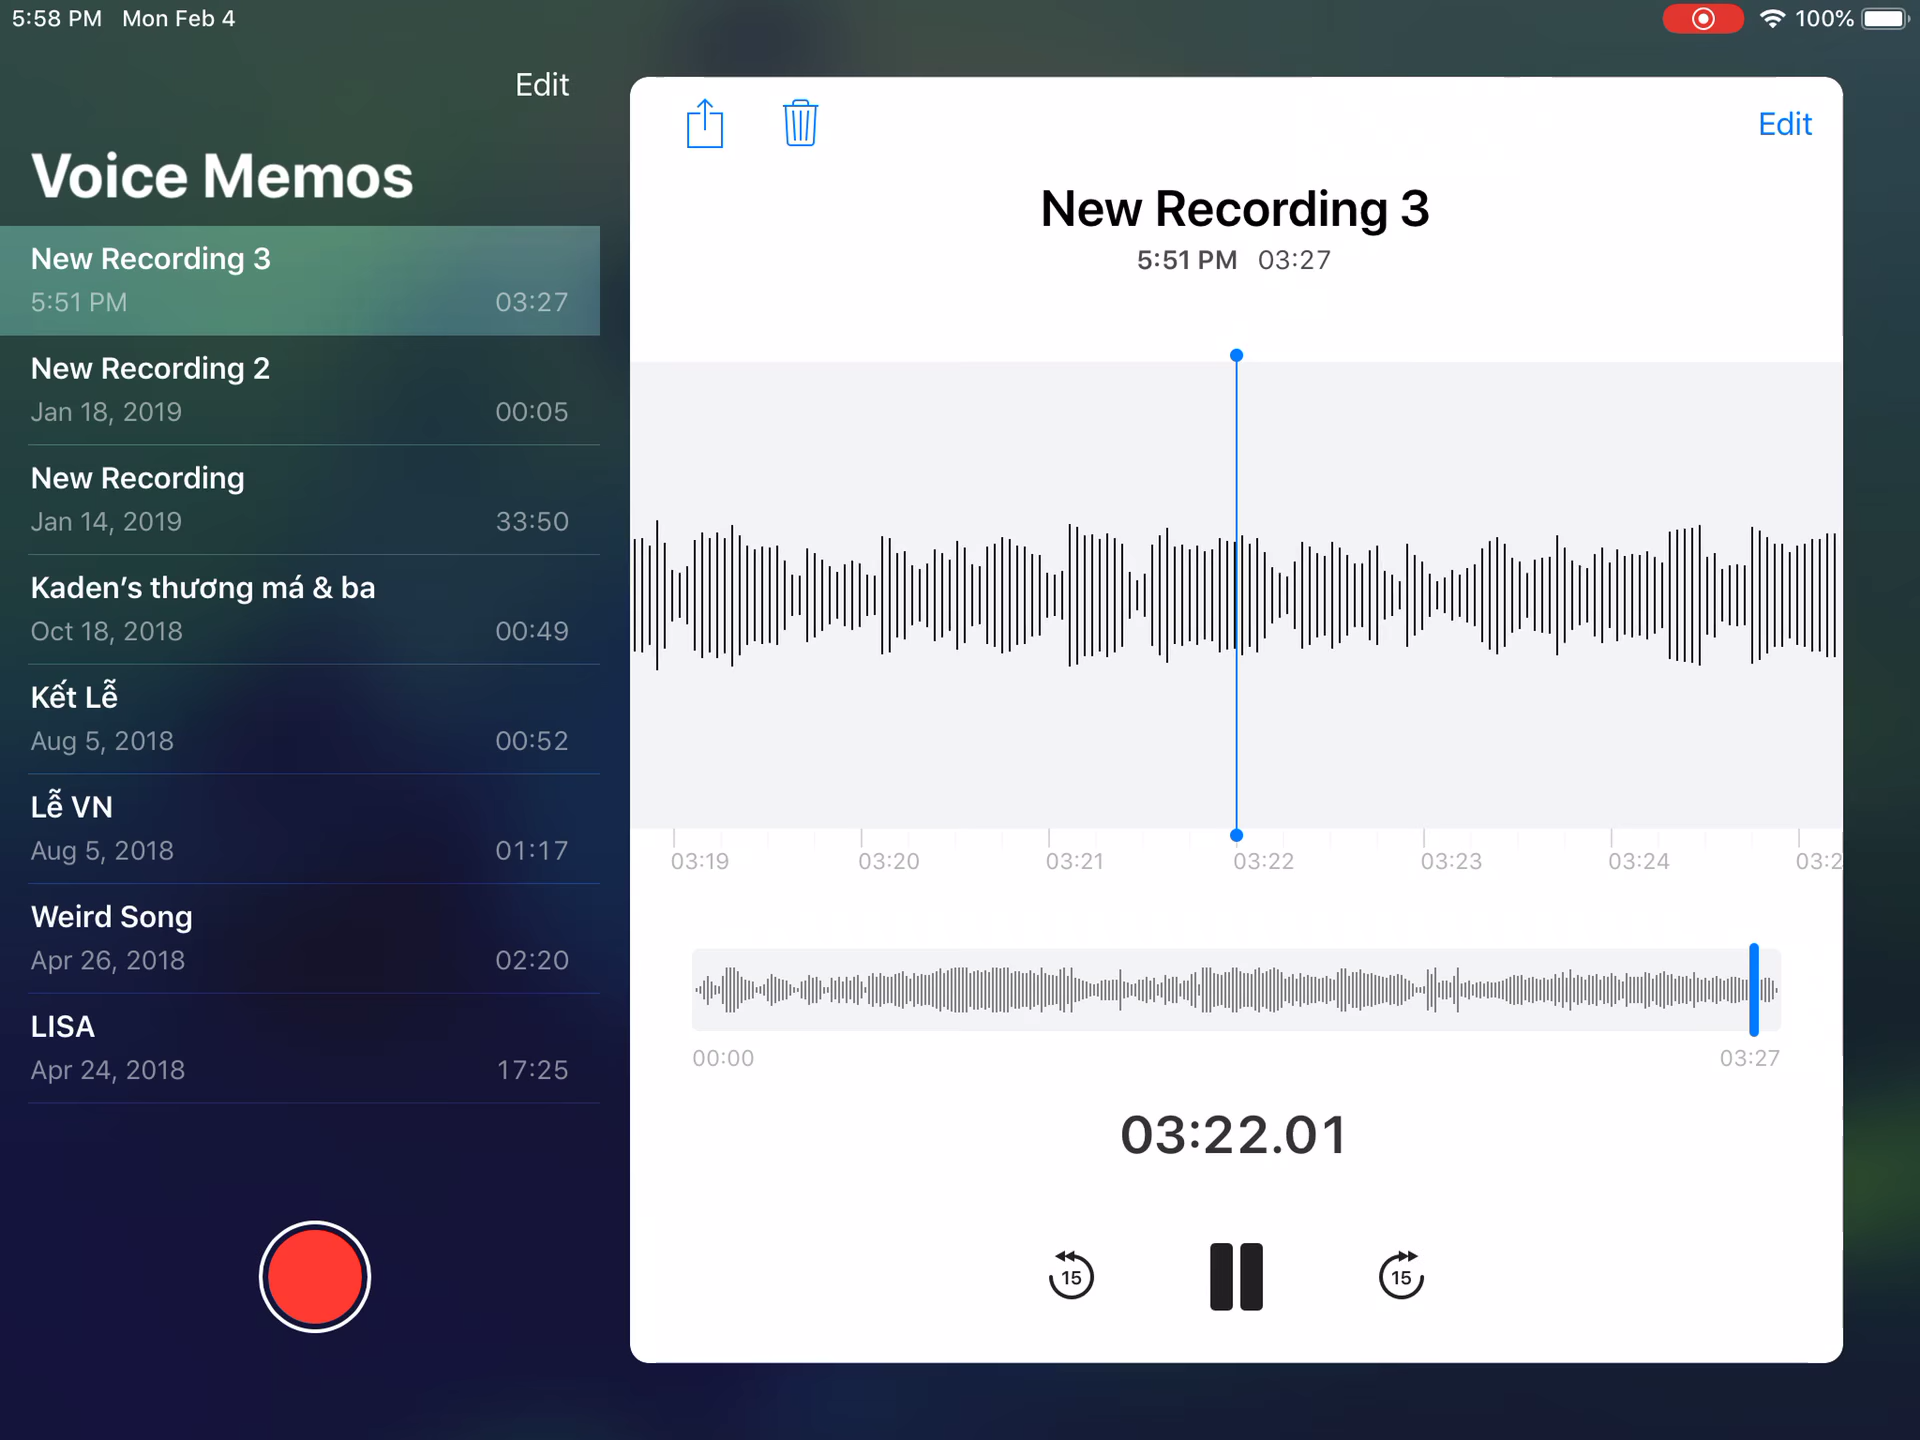 5:58 PM Mon Feb 4
100%
Edit
Voice Memos
New Recording 3
5:51 PM 03:27
New Recording 2
Jan 18, 2019 00:05
New Recording
Jan 14, 2019 33:50
Kaden’s thương má & ba
Oct 18, 2018 00:49
Kết Lễ
Aug 5, 2018 00:52
Lễ VN
Aug 5, 2018 01:17
Weird Song
Apr 26, 2018 02:20
LISA
Apr 24, 2018 17:25
Edit
New Recording 3
5:51 PM 03:27
03:19 03:20 03:21 03:22 03:23 03:24 03:2
00:00 03:27
03:22.01
15 15